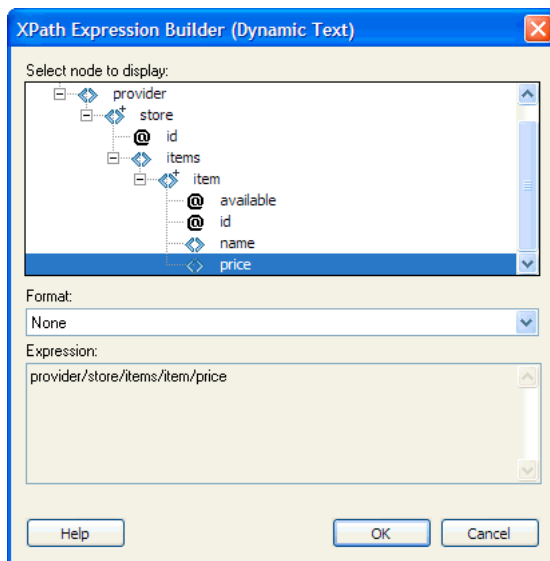 XPath Expression Builder (Dynamic Text)
Select node to display:
provider
store
@ id
items
item
@ available
@ id
name
price
Format:
None
Expression:
provider/store/items/item/price
Help OK Cancel